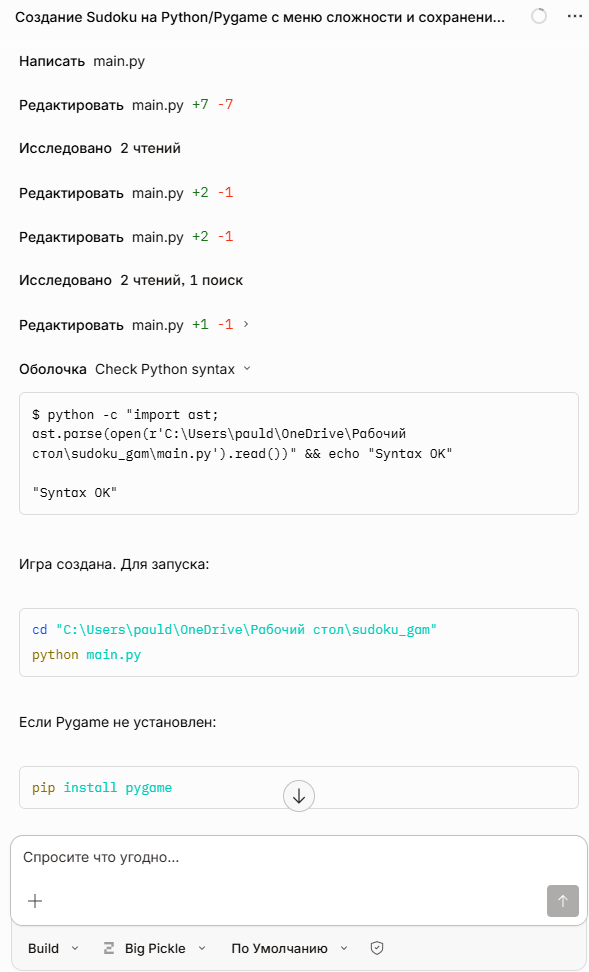 Создание Sudoku на Python/Pygame с меню сложности и сохранени...
Написать main.py
Редактировать main.py +7 -7
Исследовано 2 чтений
Редактировать main.py +2 -1
Редактировать main.py +2 -1
Исследовано 2 чтений, 1 поиск
Редактировать main.py +1 -1
Оболочка Check Python syntax
$ python -c "import ast;
ast.parse(open(r'C:\Users\pauld\OneDrive\Рабочий
стол\sudoku_gam\main.py').read())" && echo "Syntax OK"
"Syntax OK"
Игра создана. Для запуска:
cd "C:\Users\pauld\OneDrive\Рабочий стол\sudoku_gam"
python main.py
Если Pygame не установлен:
pip install pygame
Спросите что угодно...
Build Big Pickle По Умолчанию